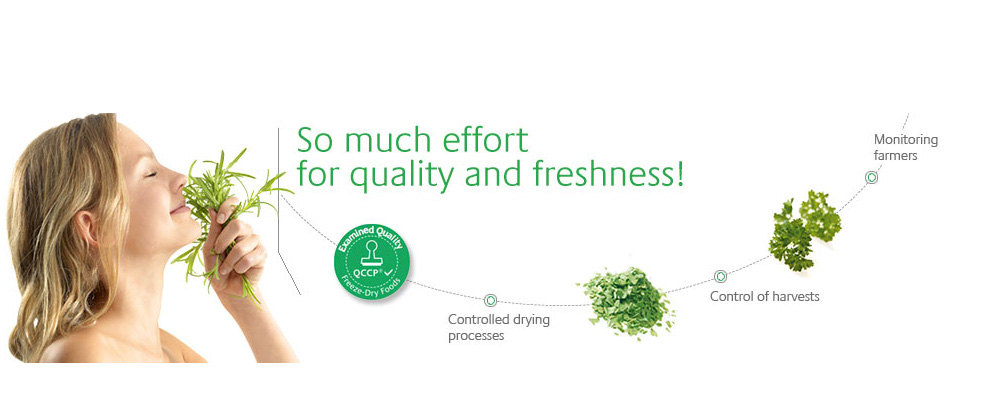 So much effort
for quality and freshness!
Monitoring
farmers
Examined Quality
QCCP®
Freeze-Dry Foods
Control of harvests
Controlled drying
processes